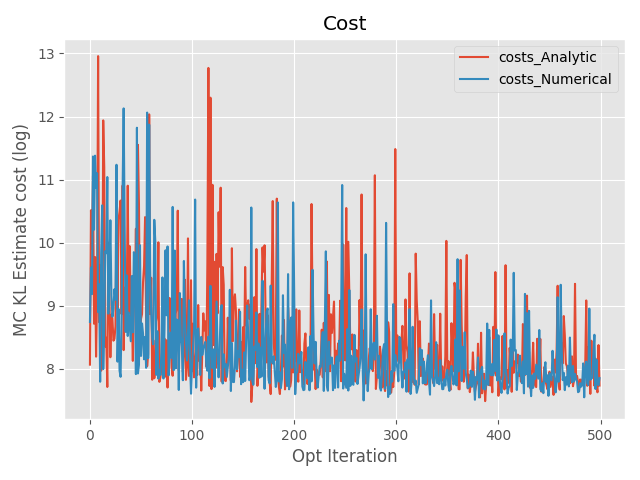 Cost
costs_Analytic
costs_Numerical
MC KL Estimate cost (log)
13
12
11
10
9
8
0 100 200 300 400 500
Opt Iteration